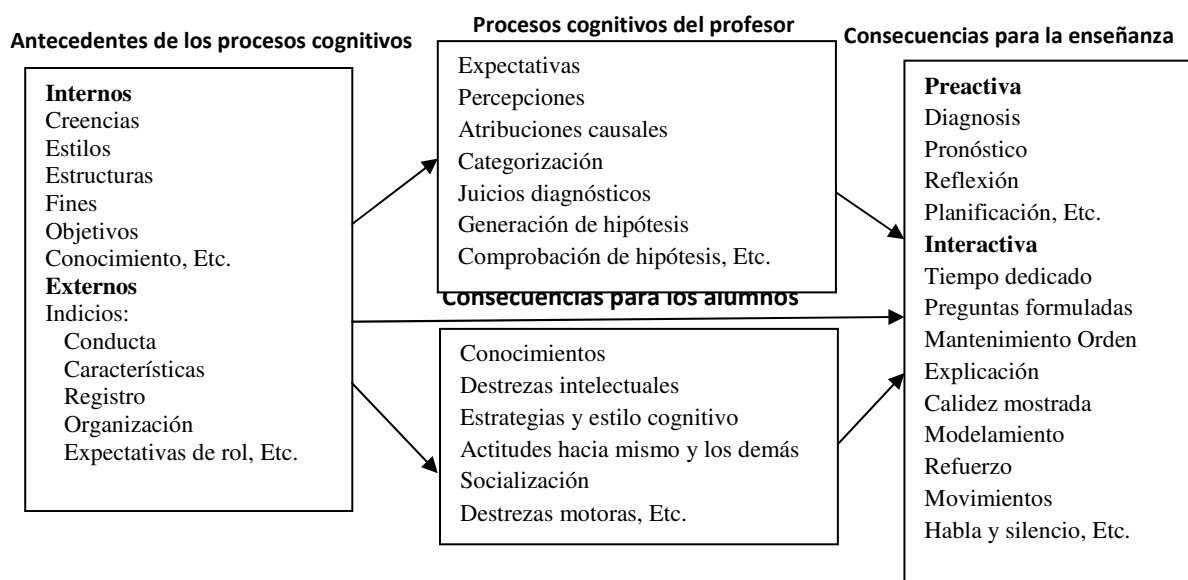 Antecedentes de los procesos cognitivos
Internos
Creencias
Estilos
Estructuras
Fines
Objetivos
Conocimiento, Etc.
Externos
Indicios:
Conducta
Características
Registro
Organización
Expectativas de rol, Etc.
Procesos cognitivos del profesor
Expectativas
Percepciones
Atribuciones causales
Categorización
Juicios diagnósticos
Generación de hipótesis
Comprobación de hipótesis, Etc.
Consecuencias para los alumnos
Conocimientos
Destrezas intelectuales
Estrategias y estilo cognitivo
Actitudes hacia mismo y los demás
Socialización
Destrezas motoras, Etc.
Consecuencias para la enseñanza
Preactiva
Diagnosis
Pronóstico
Reflexión
Planificación, Etc.
Interactiva
Tiempo dedicado
Preguntas formuladas
Mantenimiento Orden
Explicación
Calidez mostrada
Modelamiento
Refuerzo
Movimientos
Habla y silencio, Etc.